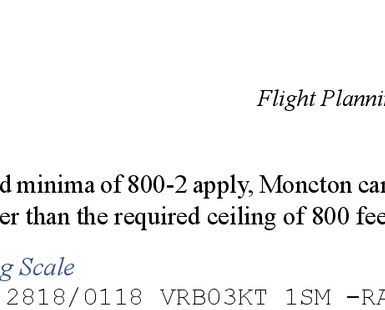 Flight Planni
d minima of 800-2 apply, Moncton can
er than the required ceiling of 800 fee
g Scale
2818/0118 VRB03KT 1SM -RA